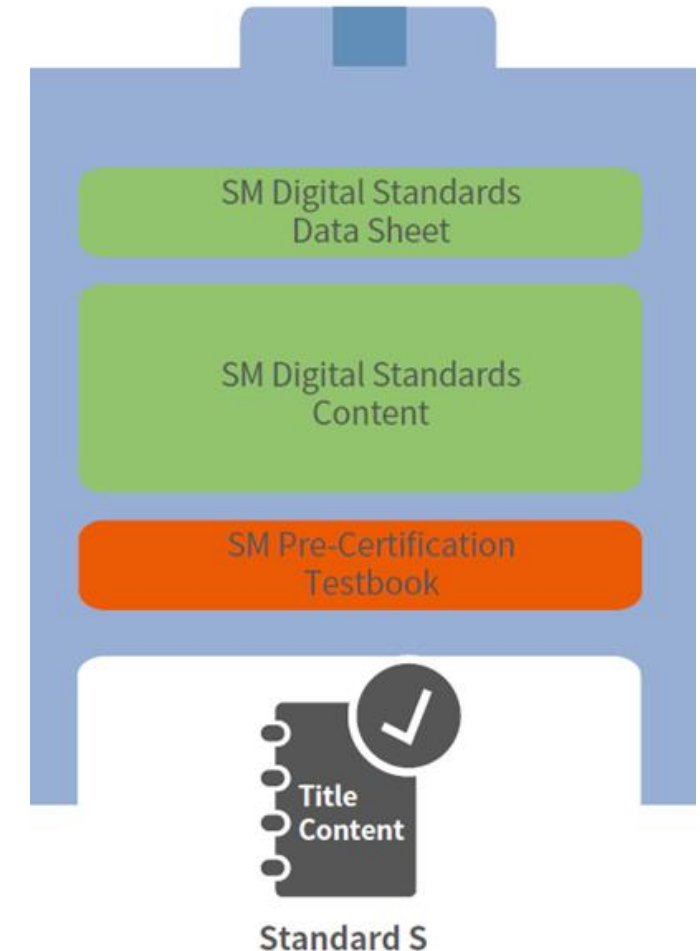 SM Digital Standards
Data Sheet
SM Digital Standards
Content
SM Pre-Certification
Testbook
Title
Content
Standard S